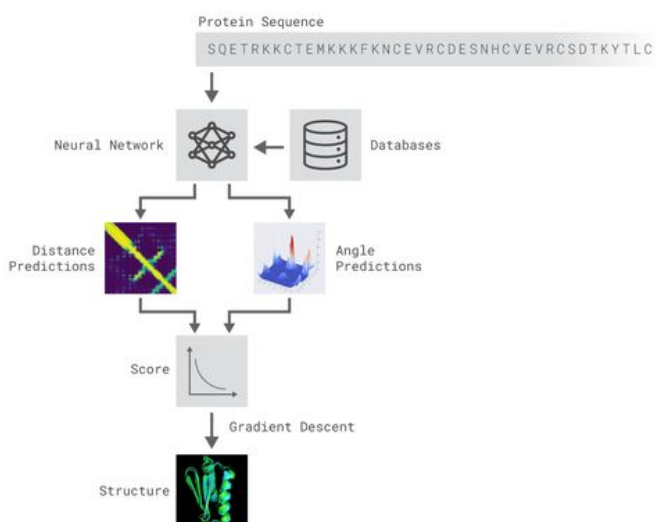 Protein Sequence
SQETRKKCTEMKKKFKNCEVRCDESNHCVEVRCSDTKYTLC
Neural Network
Databases
Distance
Predictions
Angle
Predictions
Score
Gradient Descent
Structure